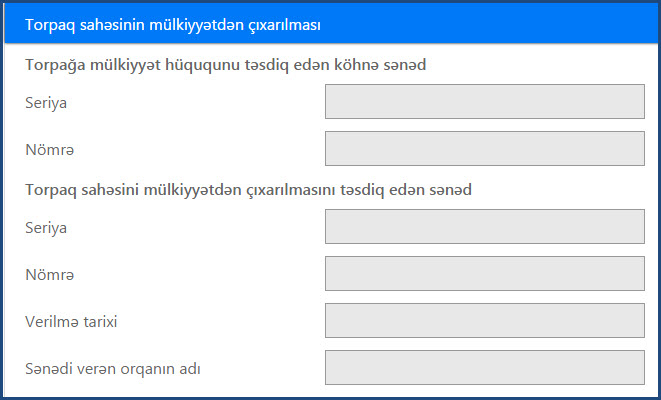 Torpaq sahəsinin mülkiyyətdən çıxarılması
Torpağa mülkiyyət hüququnu təsdiq edən köhnə sənəd
Seriya
Nömrə
Torpaq sahəsini mülkiyyətdən çıxarılmasını təsdiq edən sənəd
Seriya
Nömrə
Verilmə tarixi
Sənədi verən orqanın adı